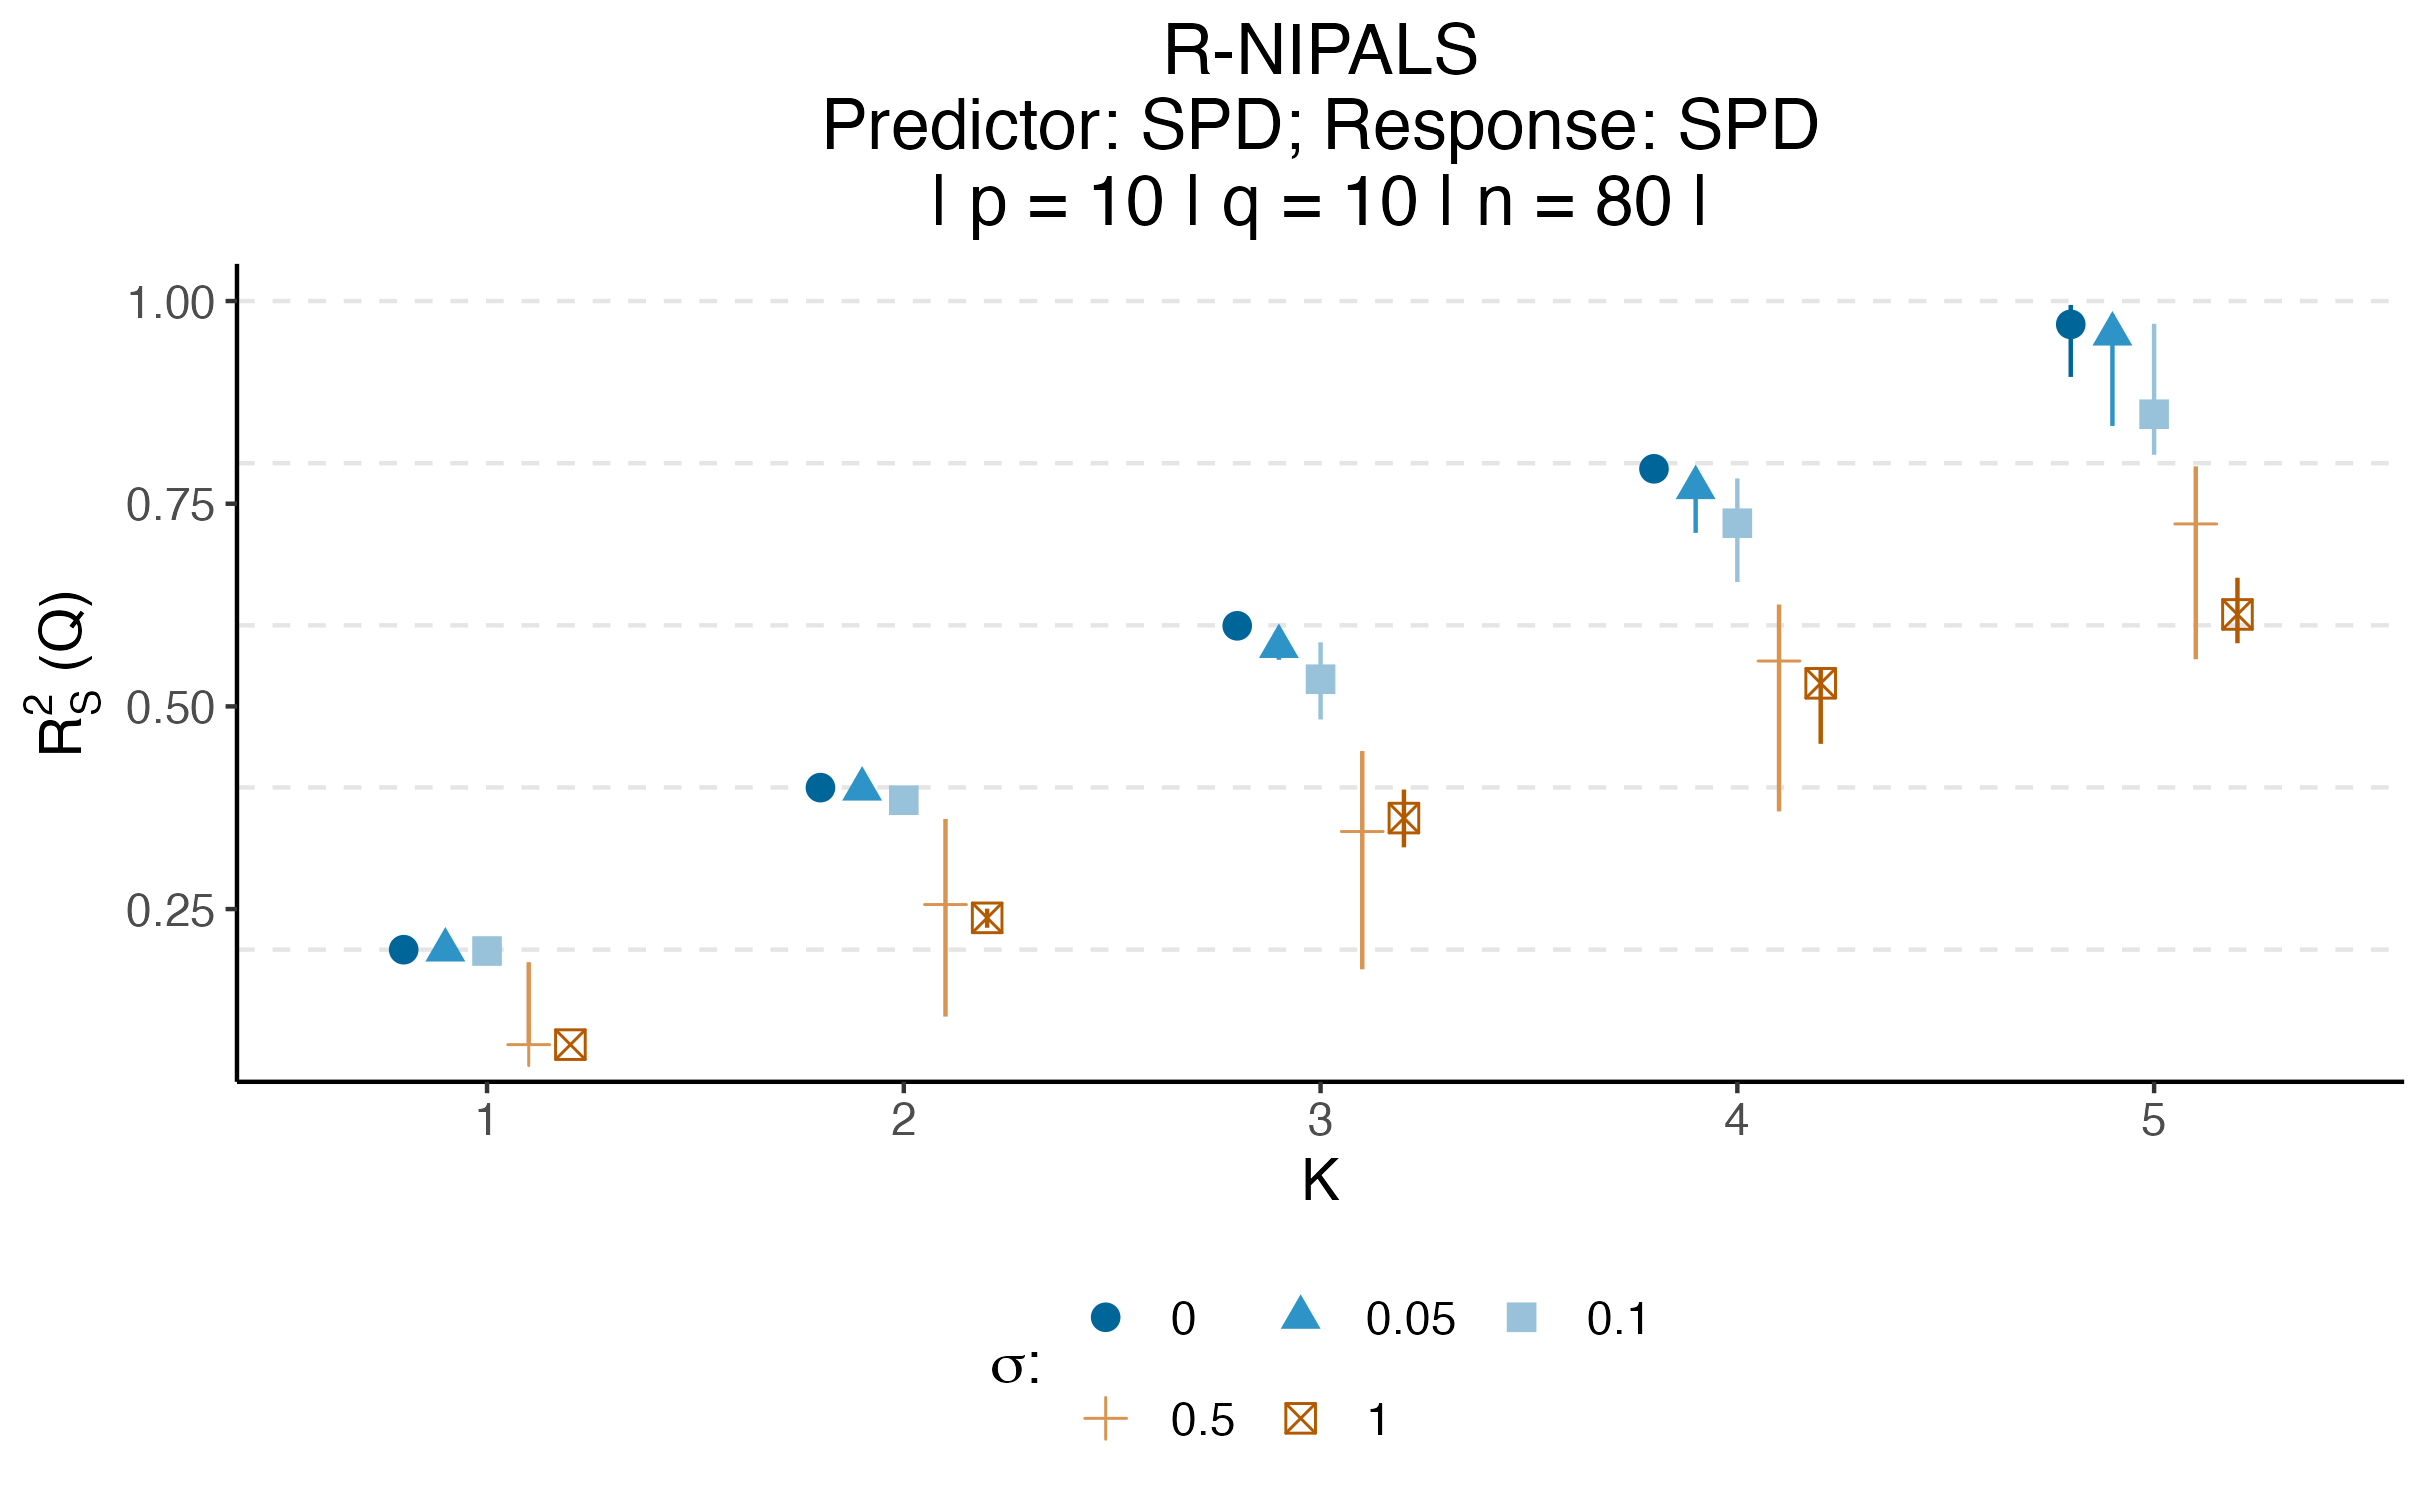 R-NIPALS
Predictor: SPD; Response: SPD
| p = 10 | q = 10 | n = 80 |
R²S (Q)
1.00
0.75
0.50
0.25
1 2 3 4 5
K
σ:
0 0.05 0.1
0.5 1